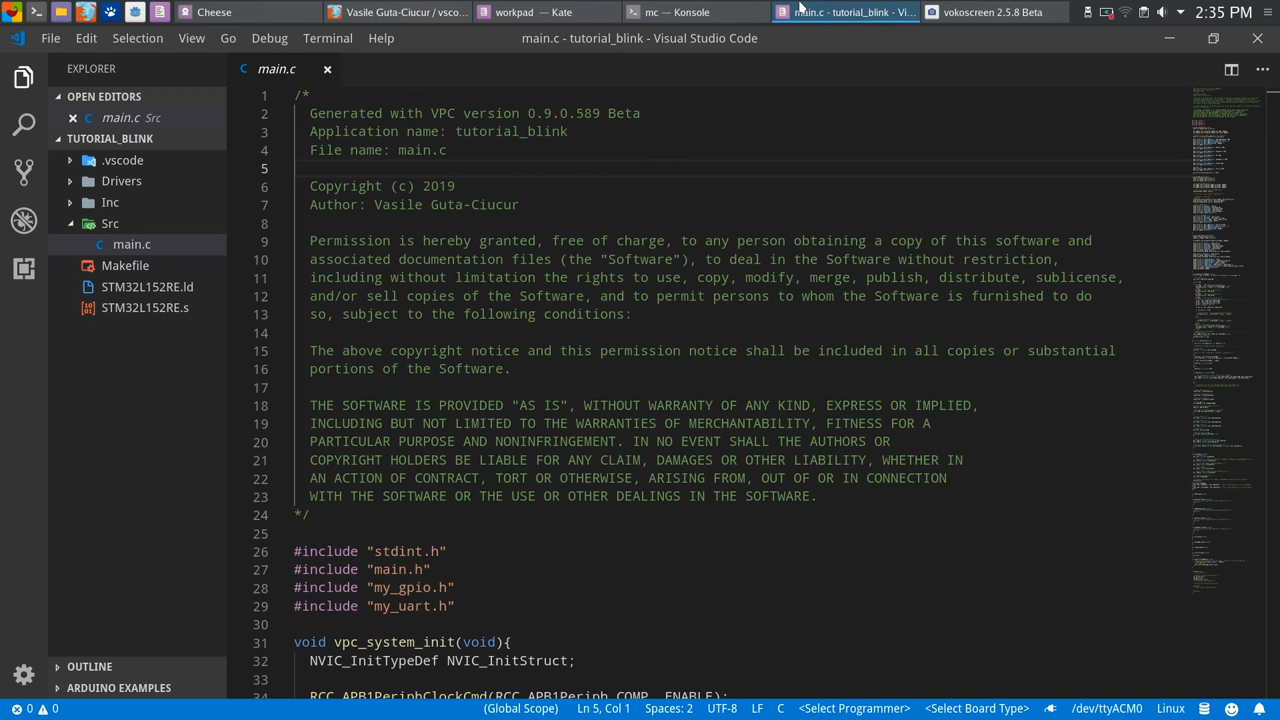 Cheese
Vasile Guta-Ciucur /usco...
workpad — Kate
mc — Konsole
main.c - tutorial_blink - Vi...
vokoscreen 2.5.8 Beta
2:35 PM
File Edit Selection View Go Debug Terminal Help
main.c - tutorial_blink - Visual Studio Code
EXPLORER
OPEN EDITORS
main.c Src
TUTORIAL_BLINK
.vscode
Drivers
Inc
Src
main.c
Makefile
STM32L152RE.ld
STM32L152RE.s
OUTLINE
ARDUINO EXAMPLES
main.c
1 /*
2 Generated with VPC version 0.0.0.589 Beta
3 Application name: tutorial_blink
4 File name: main.c
5
6 Copyright (c) 2019
7 Author: Vasile Guta-Ciucur
8
9 Permission is hereby granted, free of charge, to any person obtaining a copy of this software and
10 associated documentation files (the "Software"), to deal in the Software without restriction,
11 including without limitation the rights to use, copy, modify, merge, publish, distribute, sublicense,
12 and/or sell copies of the Software, and to permit persons to whom the Software is furnished to do
13 so, subject to the following conditions:
14
15 The above copyright notice and this permission notice shall be included in all copies or substantial
16 portions of the Software.
17
18 THE SOFTWARE IS PROVIDED "AS IS", WITHOUT WARRANTY OF ANY KIND, EXPRESS OR IMPLIED,
19 INCLUDING BUT NOT LIMITED TO THE WARRANTIES OF MERCHANTABILITY, FITNESS FOR A
20 PARTICULAR PURPOSE AND NONINFRINGEMENT. IN NO EVENT SHALL THE AUTHORS OR
21 COPYRIGHT HOLDERS BE LIABLE FOR ANY CLAIM, DAMAGES OR OTHER LIABILITY, WHETHER IN
22 AN ACTION OF CONTRACT, TORT OR OTHERWISE, ARISING FROM, OUT OF OR IN CONNECTION
23 WITH THE SOFTWARE OR THE USE OR OTHER DEALINGS IN THE SOFTWARE.
24 */
25
26 #include "stdint.h"
27 #include "main.h"
28 #include "my_gpio.h"
29 #include "my_uart.h"
30
31 void vpc_system_init(void){
32 NVIC_InitTypeDef NVIC_InitStruct;
33
34 RCC_APB1PeriphClockCmd(RCC_APB1Periph_COMP, ENABLE);
0 0
(Global Scope) Ln 5, Col 1 Spaces: 2 UTF-8 LF C <Select Programmer> <Select Board Type> /dev/ttyACM0 Linux